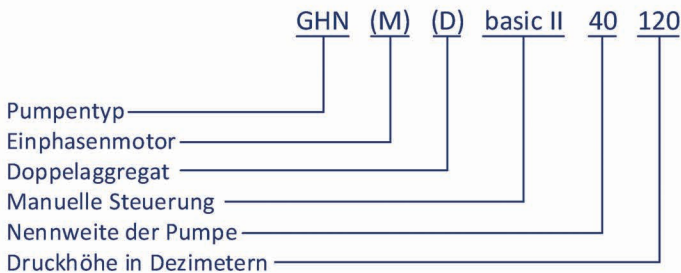 GHN (M) (D) basic II 40 120
Pumpentyp
Einphasenmotor
Doppelaggregat
Manuelle Steuerung
Nennweite der Pumpe
Druckhöhe in Dezimetern